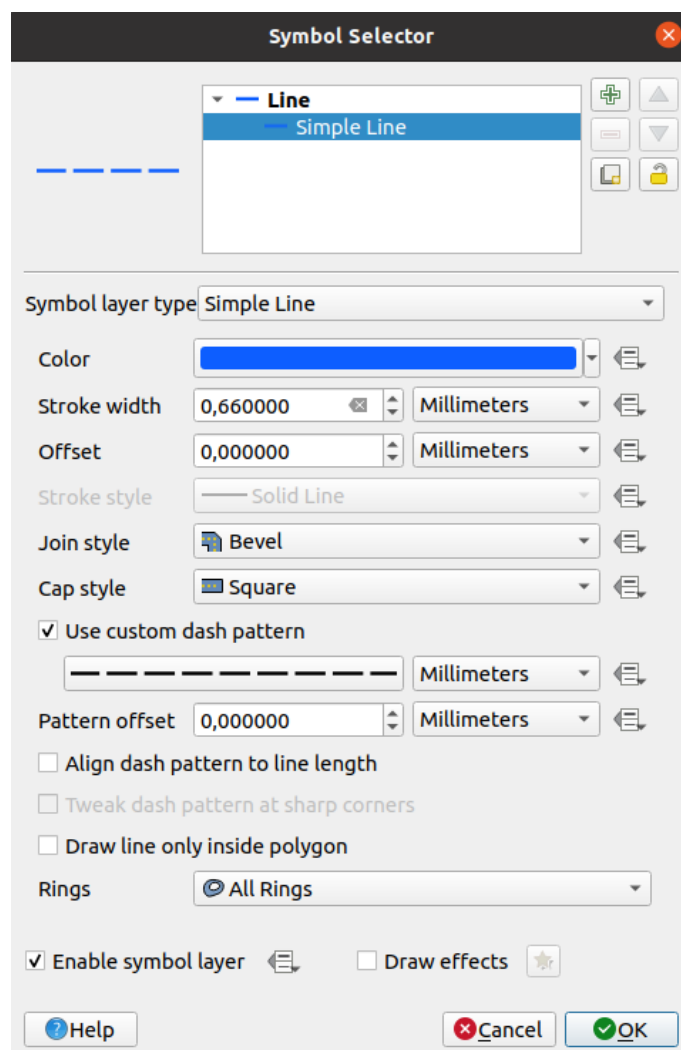 Symbol Selector
Line
Simple Line
Symbol layer type Simple Line
Color
Stroke width 0,660000 Millimeters
Offset 0,000000 Millimeters
Stroke style Solid Line
Join style Bevel
Cap style Square
Use custom dash pattern
Millimeters
Pattern offset 0,000000 Millimeters
Align dash pattern to line length
Tweak dash pattern at sharp corners
Draw line only inside polygon
Rings All Rings
Enable symbol layer Draw effects
Help Cancel OK